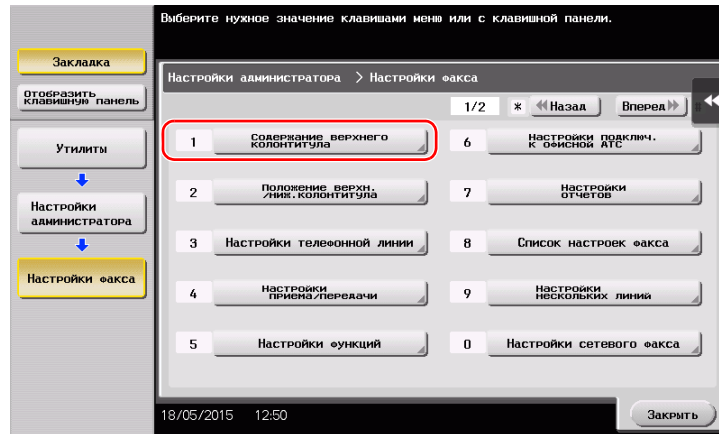 Выберите нужное значение клавишами меню или с клавишной панели.
Закладка
Отобразить
клавишную панель
Утилиты
Настройки
администратора
Настройки факса
Настройки администратора > Настройки факса
1/2 * Назад Вперед #
1 Содержание верхнего
колонтитула
6 Настройки подключ.
к офисной АТС
2 Положение верхн.
/ниж.колонтитула
7 Настройки
отчетов
3 Настройки телефонной линии
8 Список настроек факса
4 Настройки
приема/передачи
9 Настройки
нескольких линий
5 Настройки функций
0 Настройки сетевого факса
18/05/2015 12:50
Закрыть